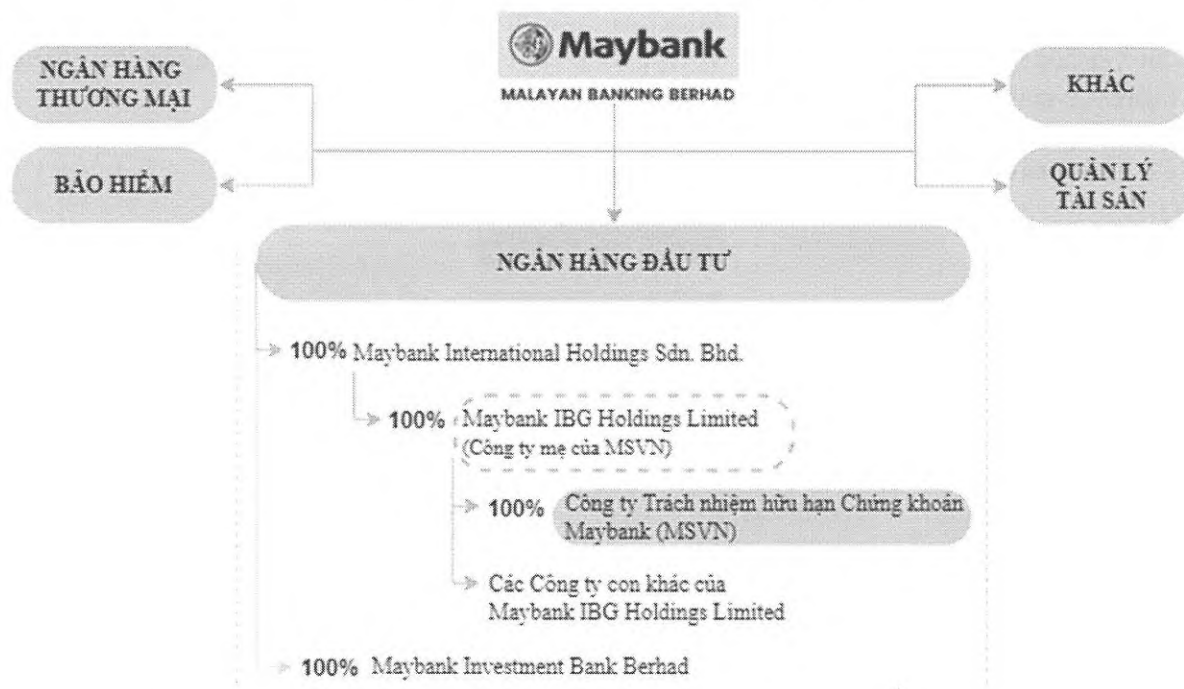 Maybank
MALAYAN BANKING BERHAD
NGÂN HÀNG
THƯƠNG MẠI
KHÁC
BẢO HIỂM
QUẢN LÝ
TÀI SẢN
NGÂN HÀNG ĐẦU TƯ
100% Maybank International Holdings Sdn. Bhd.
100% Maybank IBG Holdings Limited
(Công ty mẹ của MSVN)
100% Công ty Trách nhiệm hữu hạn Chứng khoán
Maybank (MSVN)
Các Công ty con khác của
Maybank IBG Holdings Limited
100% Maybank Investment Bank Berhad